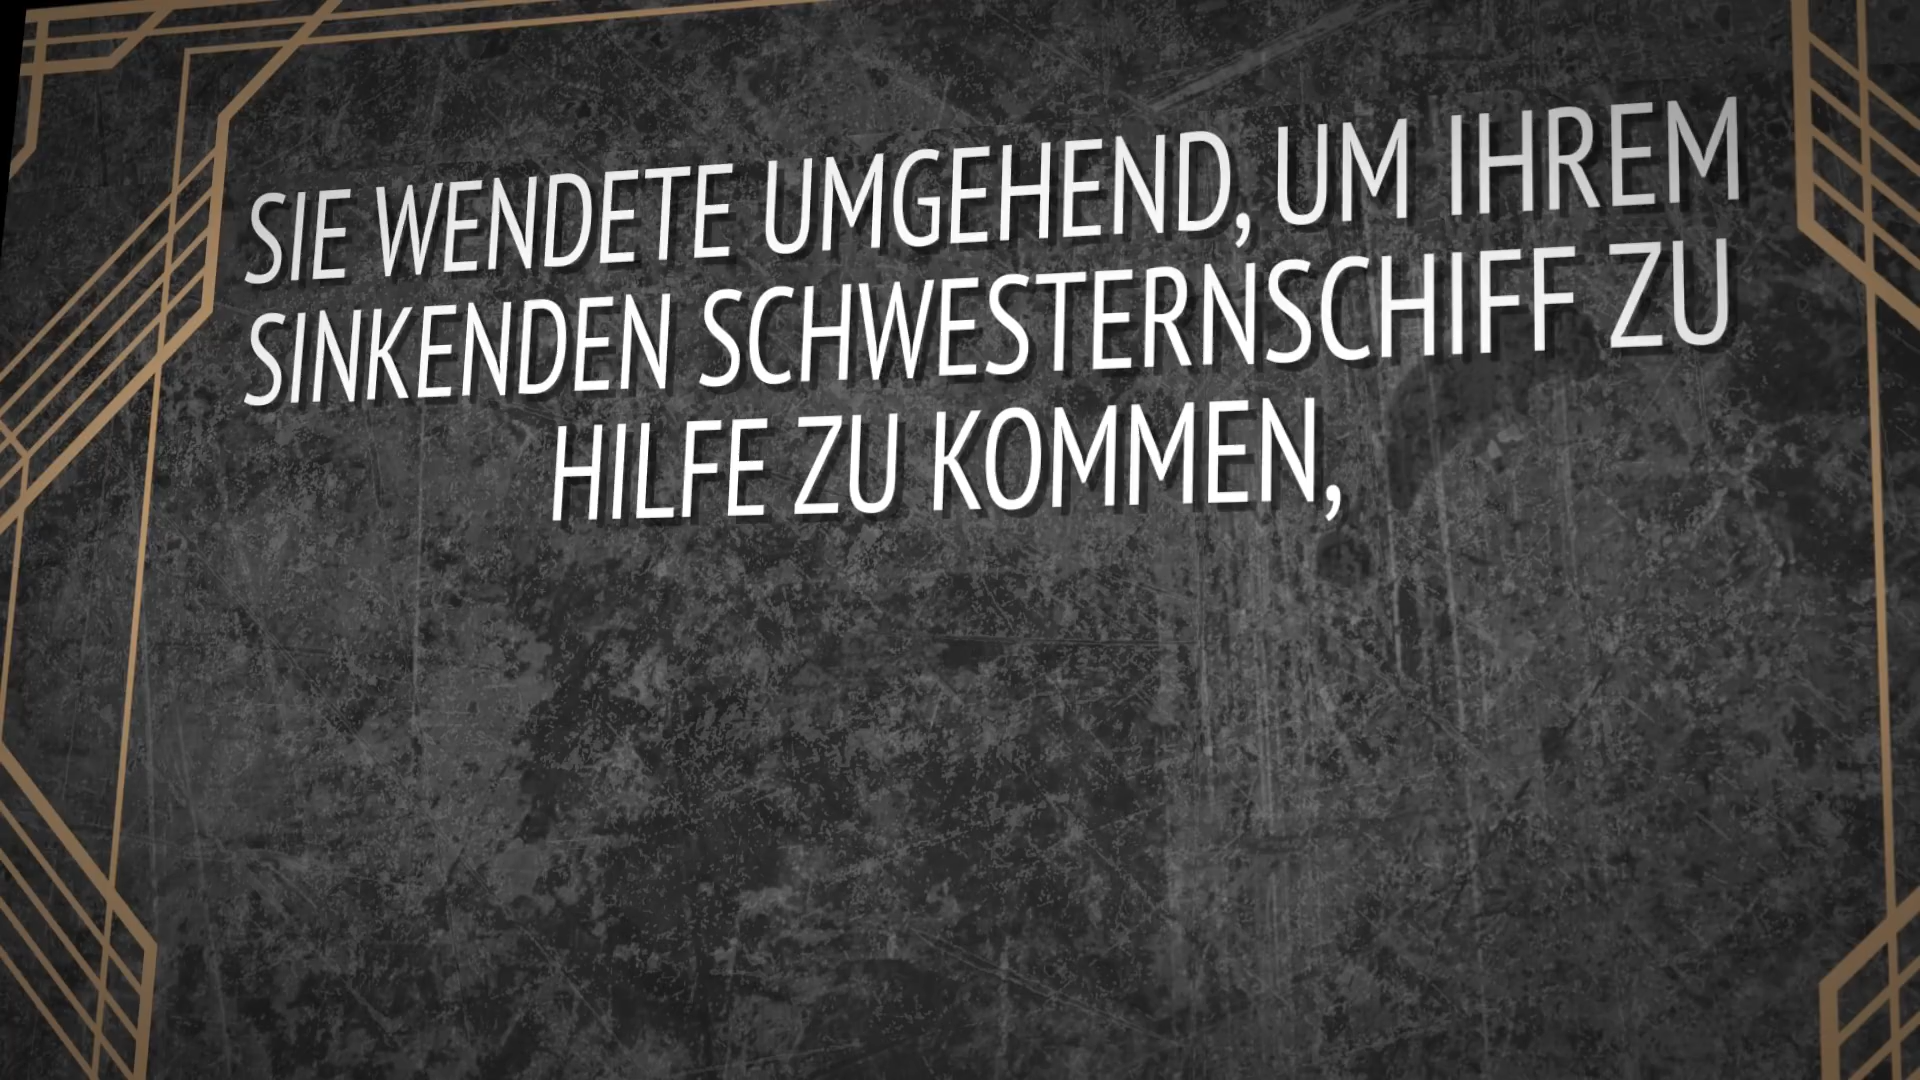 SIE WENDETE UMGEHEND, UM IHREM
SINKENDEN SCHWESTERNSCHIFF ZU
HILFE ZU KOMMEN,